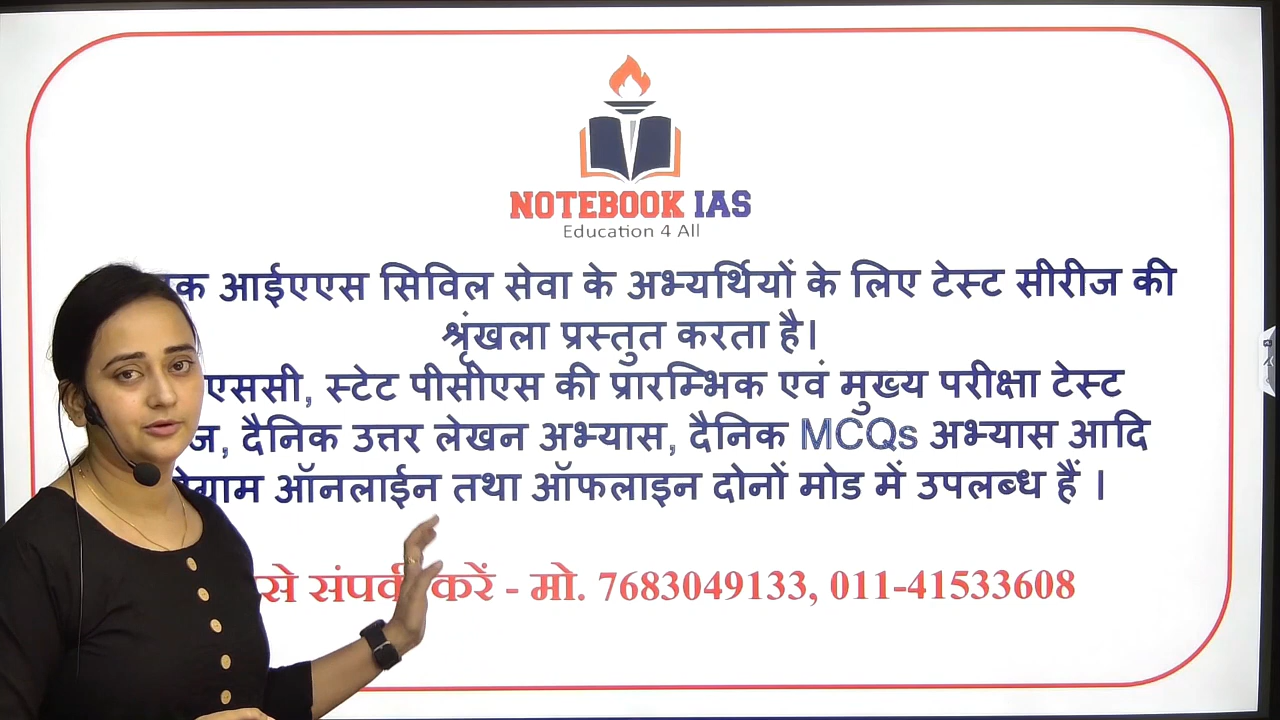 NOTEBOOK IAS
Education 4 All
आईएएस सिविल सेवा के अभ्यर्थियों के लिए टेस्ट सीरीज की
श्रृंखला प्रस्तुत करता है।
स्टेट पीसीएस की प्रारम्भिक एवं मुख्य परीक्षा टेस्ट
दैनिक उत्तर लेखन अभ्यास, दैनिक MCQs अभ्यास आदि
ऑनलाईन तथा ऑफलाइन दोनों मोड में उपलब्ध हैं ।
से संपर्क करें - मो. 7683049133, 011-41533608